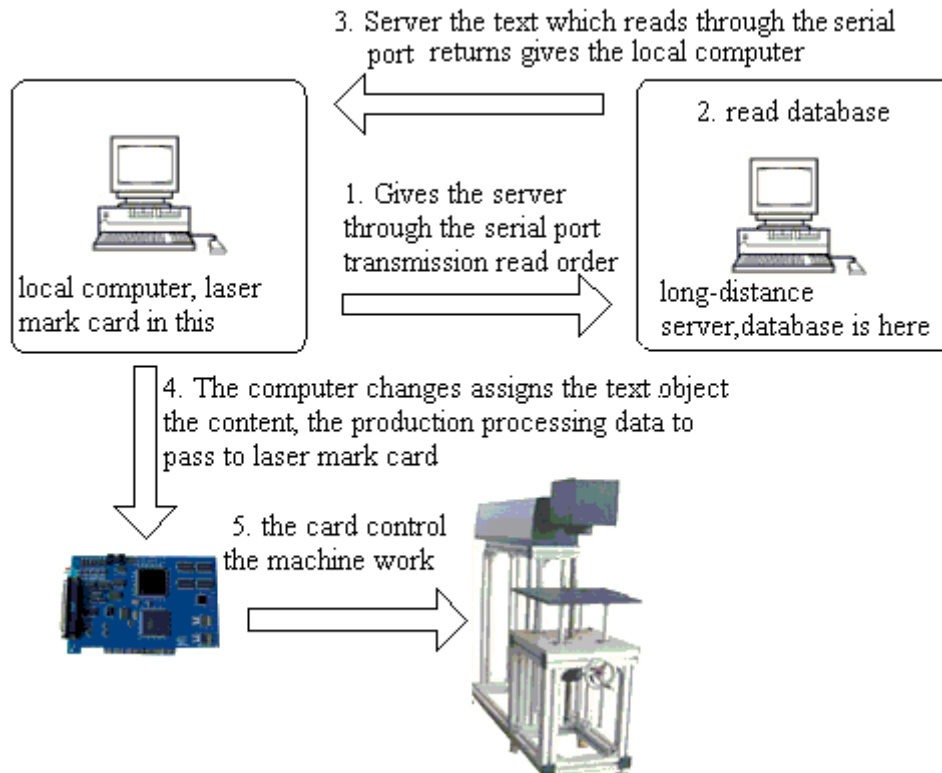 3. Server the text which reads through the serial
port returns gives the local computer
2. read database
1. Gives the server
through the serial port
transmission read order
local computer, laser
mark card in this
long-distance
server,database is here
4. The computer changes assigns the text object
the content, the production processing data to
pass to laser mark card
5. the card control
the machine work